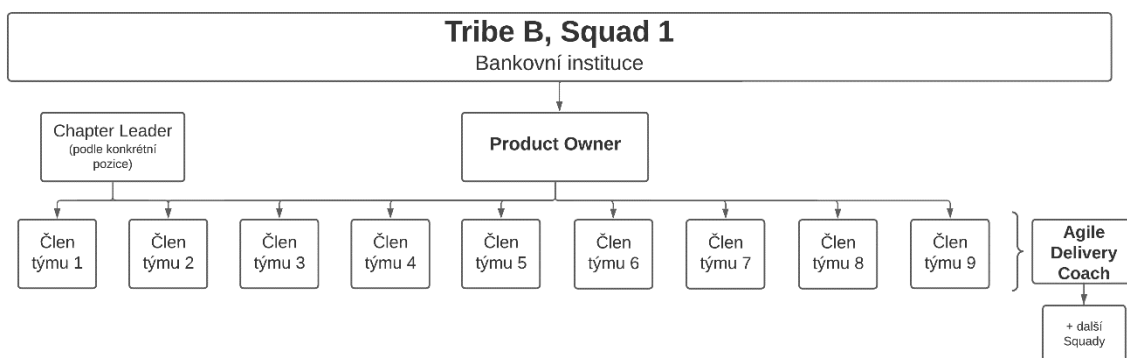 Tribe B, Squad 1
Bankovní instituce
Chapter Leader
(podle konkrétní
pozice)
Product Owner
Člen
týmu 1
Člen
týmu 2
Člen
týmu 3
Člen
týmu 4
Člen
týmu 5
Člen
týmu 6
Člen
týmu 7
Člen
týmu 8
Člen
týmu 9
Agile
Delivery
Coach
+ další
Squady